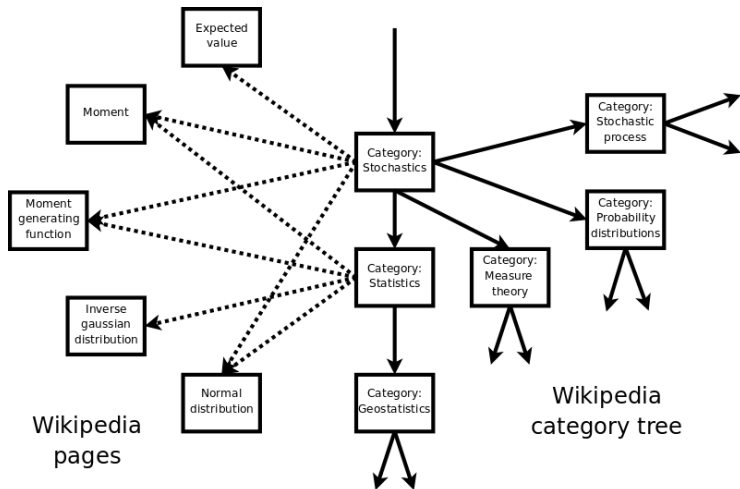 Expected
value
Moment
Category:
Stochastic
process
Category:
Stochastics
Moment
generating
function
Category:
Probability
distributions
Category:
Statistics
Category:
Measure
theory
Inverse
gaussian
distribution
Normal
distribution
Category:
Geostatistics
Wikipedia
pages
Wikipedia
category tree